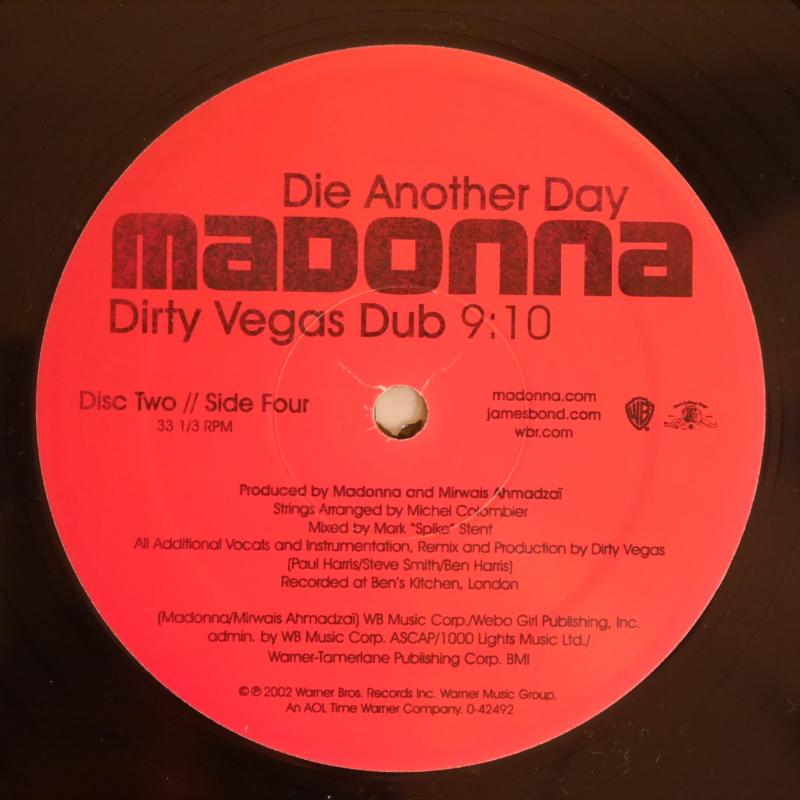 Die Another Day
madonna
Dirty Vegas Dub 9:10
Disc Two // Side Four
33 1/3 RPM
madonna.com
jamesbond.com
wbr.com
WB
Produced by Madonna and Mirwais Ahmadzaï
Strings Arranged by Michel Colombier
Mixed by Mark "Spike" Stent
All Additional Vocals and Instrumentation, Remix and Production by Dirty Vegas
(Paul Harris/Steve Smith/Ben Harris)
Recorded at Ben's Kitchen, London
(Madonna/Mirwais Ahmadzaï) WB Music Corp./Webo Girl Publishing, Inc.
admin. by WB Music Corp. ASCAP/1000 Lights Music Ltd./
Warner-Tamerlane Publishing Corp. BMI
© ℗ 2002 Warner Bros. Records Inc. Warner Music Group,
An AOL Time Warner Company. 0-42492